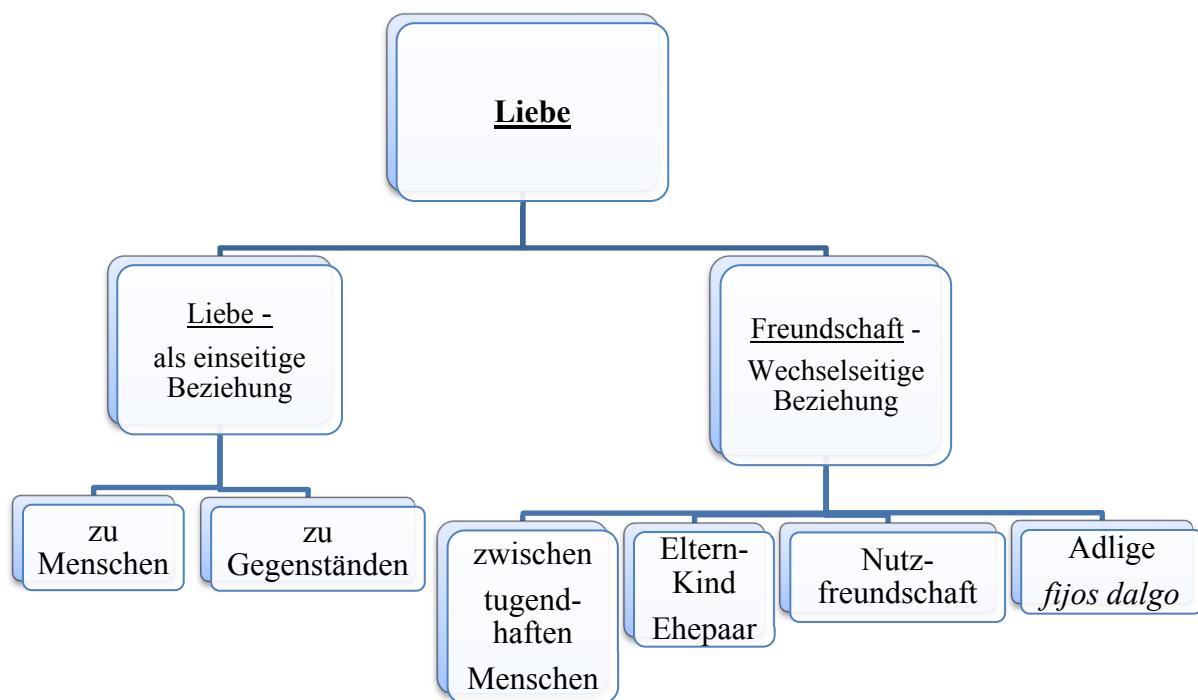 Liebe
Liebe -
als einseitige
Beziehung
Freundschaft -
Wechselseitige
Beziehung
zu
Menschen
zu
Gegenständen
zwischen
tugend-
haften
Menschen
Eltern-
Kind
Ehepaar
Nutz-
freundschaft
Adlige
fijos dalgo